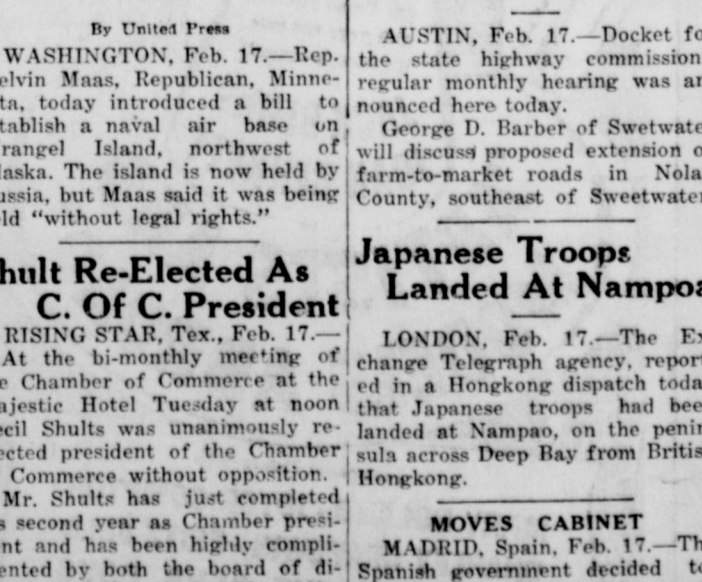 By United Press
WASHINGTON, Feb. 17.—Rep.
elvin Maas, Republican, Minne-
ta, today introduced a bill to
tablish a naval air base on
rangel Island, northwest of
laska. The island is now held by
ussia, but Maas said it was being
ld "without legal rights."
hult Re-Elected As
C. Of C. President
RISING STAR, Tex., Feb. 17.—
At the bi-monthly meeting of
e Chamber of Commerce at the
ajestic Hotel Tuesday at noon
ecil Shults was unanimously re-
ected president of the Chamber
Commerce without opposition.
Mr. Shults has just completed
s second year as Chamber presi-
nt and has been highly compli-
ented by both the board of di-
AUSTIN, Feb. 17.—Docket fo
the state highway commission
regular monthly hearing was an
nounced here today.
George D. Barber of Swetwate
will discuss proposed extension o
farm-to-market roads in Nola
County, southeast of Sweetwater
Japanese Troops
Landed At Nampoa
LONDON, Feb. 17.—The Ex
change Telegraph agency, report
ed in a Hongkong dispatch toda
that Japanese troops had bee
landed at Nampao, on the penin
sula across Deep Bay from Britis
Hongkong.
MOVES CABINET
MADRID, Spain, Feb. 17.—Th
Spanish government decided to